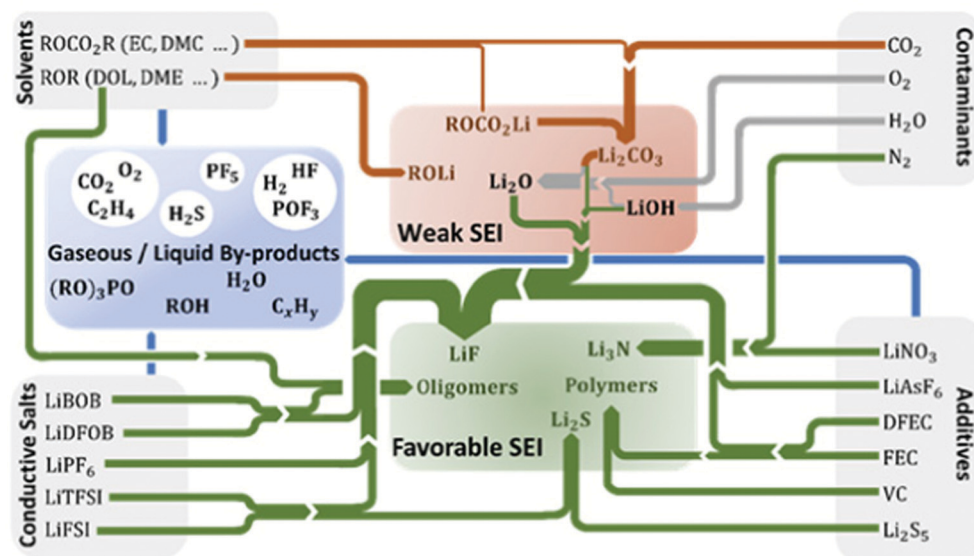 Solvents
ROCO₂R (EC, DMC ...)
ROR (DOL, DME ...)
Contaminants
CO₂
O₂
H₂O
N₂
ROCO₂Li
Li₂CO₃
ROLi
Li₂O
LiOH
Weak SEI
CO₂ O₂
C₂H₄
PF₅
H₂S
H₂ HF
POF₃
Gaseous / Liquid By-products
(RO)₃PO
H₂O
ROH
CₓHᵧ
LiF
Li₃N
Oligomers
Polymers
Li₂S
Favorable SEI
Conductive Salts
LiBOB
LiDFOB
LiPF₆
LiTFSI
LiFSI
Additives
LiNO₃
LiAsF₆
DFEC
FEC
VC
Li₂S₅